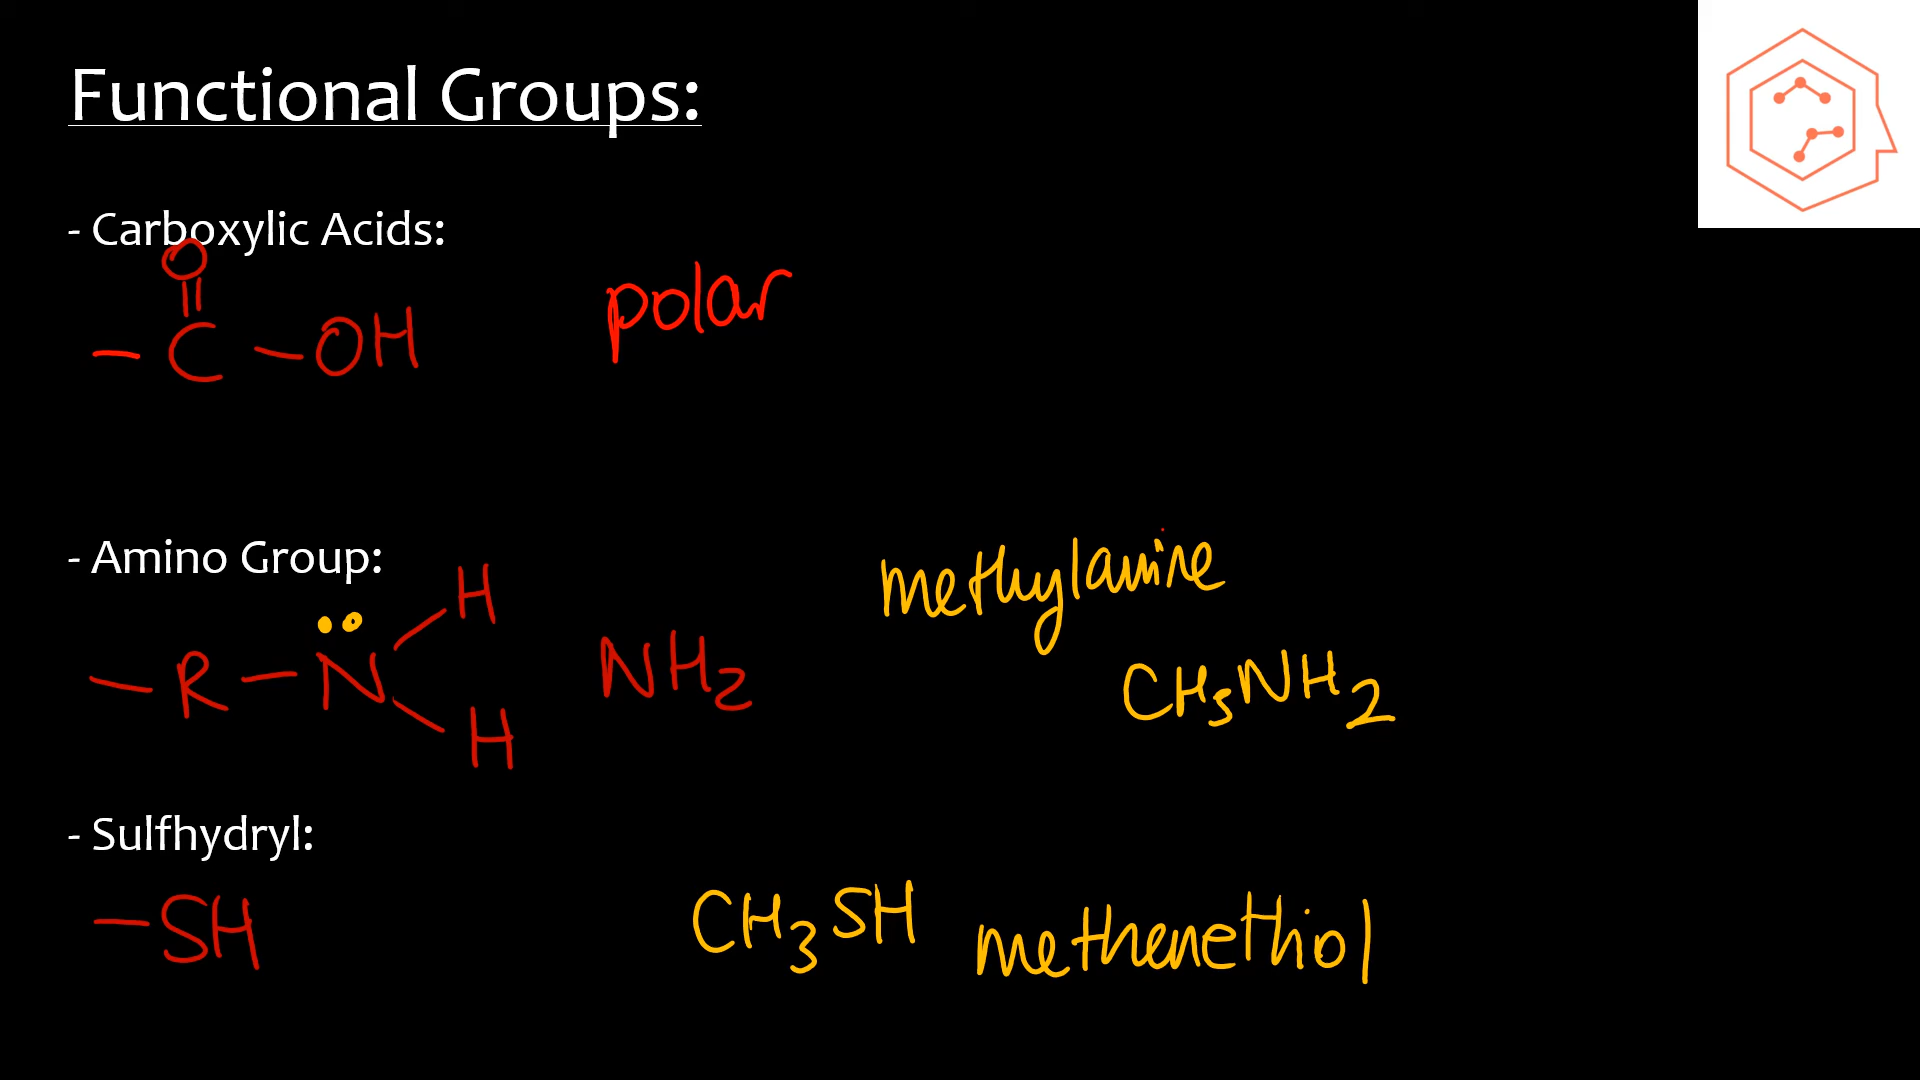 Functional Groups:
- Carboxylic Acids:
O
– C – OH
polar
- Amino Group:
methylamine
H
– R – N
NH2
CH3NH2
H
- Sulfhydryl:
– SH
CH3SH methenethiol